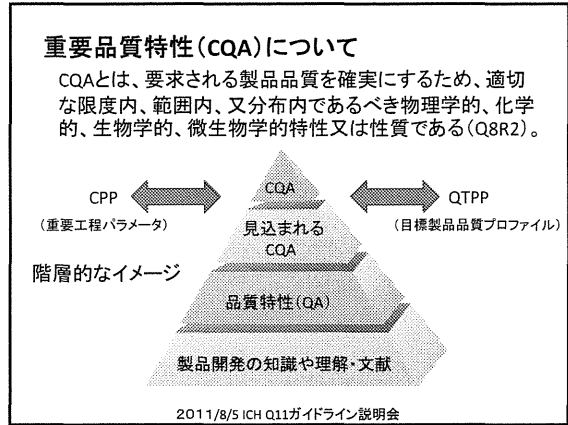 重要品質特性(CQA)について
CQAとは、要求される製品品質を確実にするため、適切
な限度内、範囲内、又分布内であるべき物理学的、化学
的、生物学的、微生物学的特性又は性質である(Q8R2)。
CQA
CPP
(重要工程パラメータ)
QTPP
(目標製品品質プロファイル)
見込まれる
CQA
階層的なイメージ
品質特性(QA)
製品開発の知識や理解・文献
2011/8/5 ICH Q11ガイドライン説明会